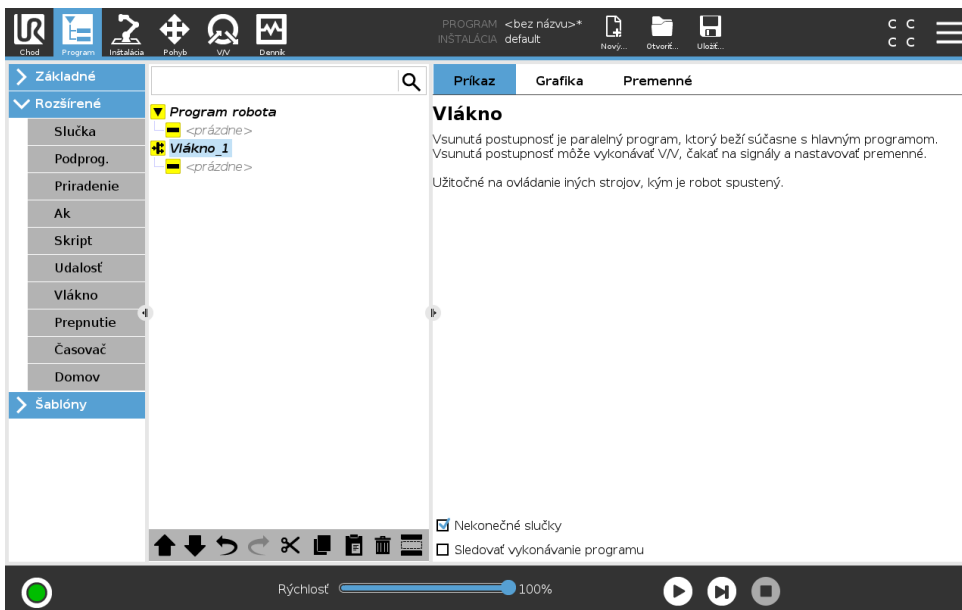 UR
Chod
Program
Inštalácia
Pohyb
V/V
Denník
PROGRAM <bez názvu>*
INŠTALÁCIA default
Nový...
Otvoriť...
Uložiť...
C C
C C
Základné
Rozšírené
Slučka
Podprog.
Priradenie
Ak
Skript
Udalosť
Vlákno
Prepnutie
Časovač
Domov
Šablóny
Program robota
<prázdne>
Vlákno_1
<prázdne>
Príkaz
Grafika
Premenné
Vlákno
Vsunutá postupnosť je paralelný program, ktorý beží súčasne s hlavným programom.
Vsunutá postupnosť môže vykonávať V/V, čakať na signály a nastavovať premenné.
Užitočné na ovládanie iných strojov, kým je robot spustený.
Nekonečné slučky
Sledovať vykonávanie programu
Rýchlosť
100%